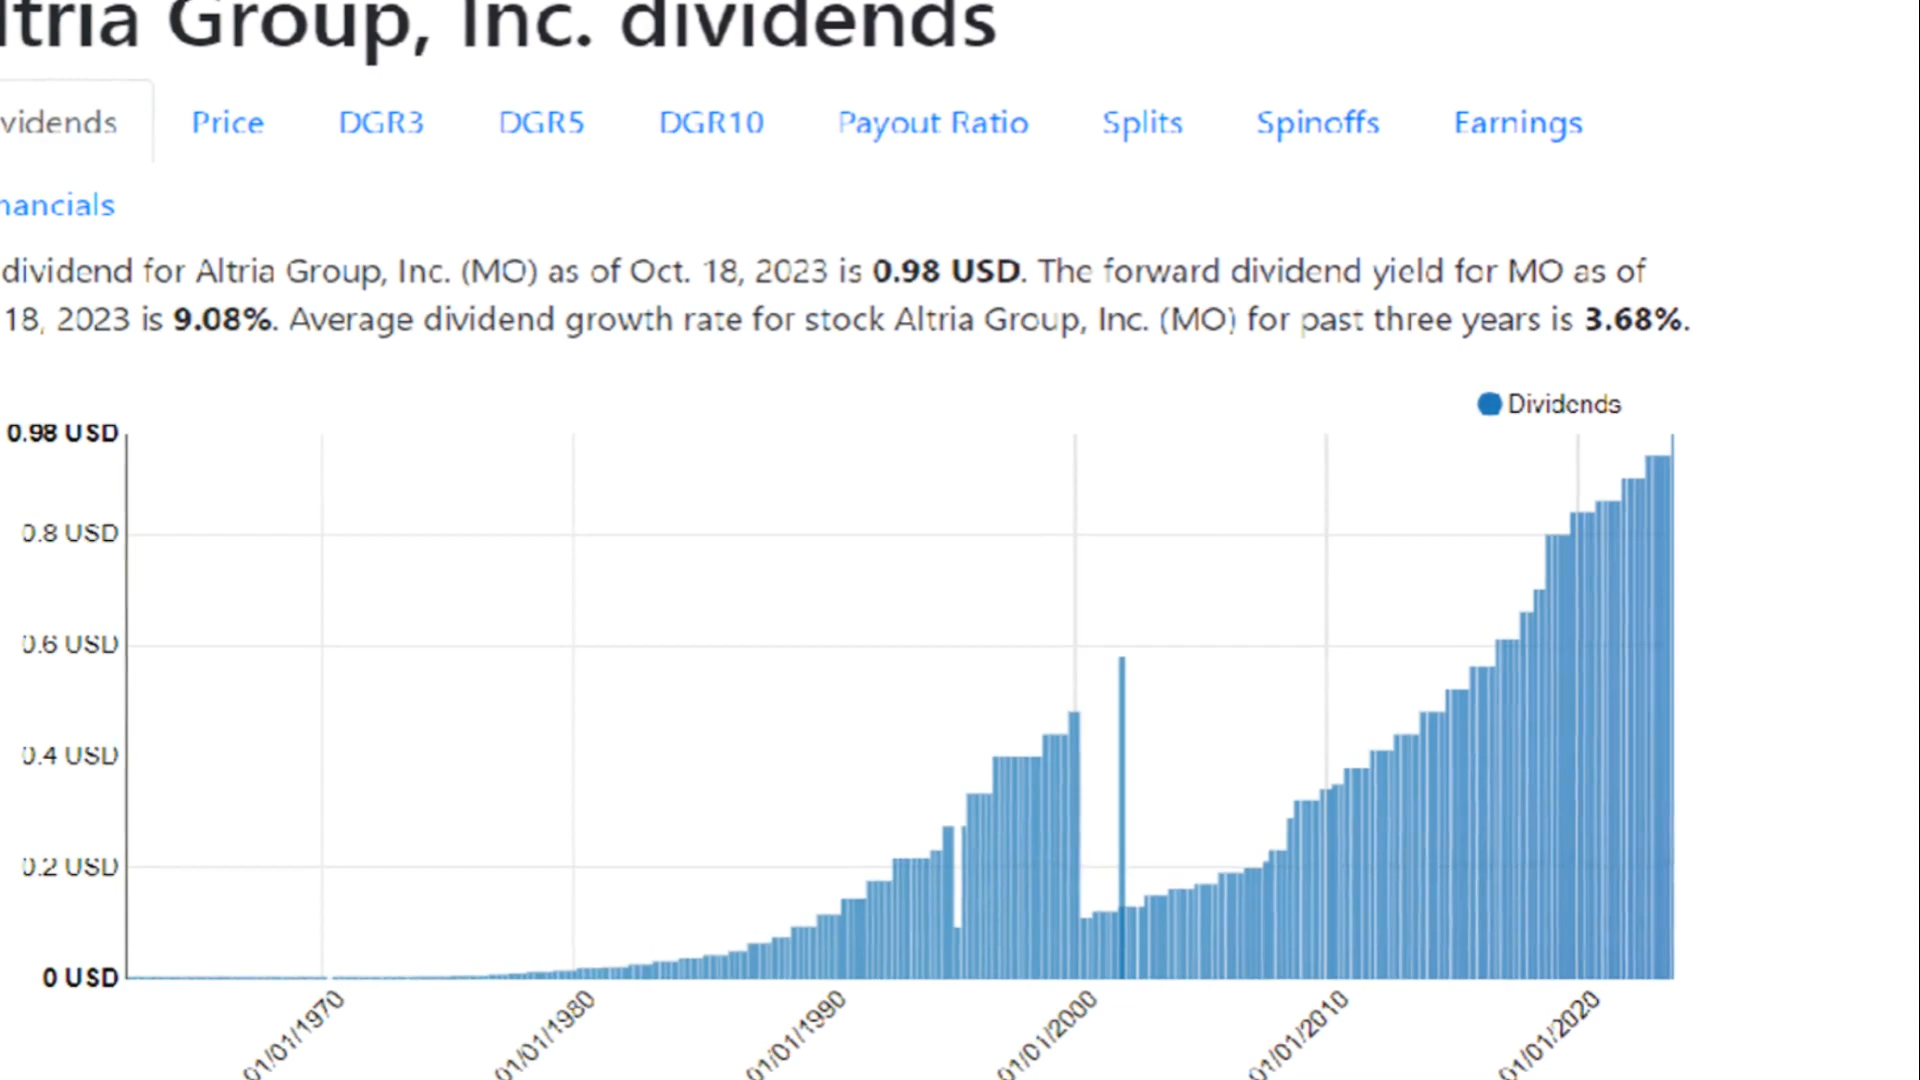 ltria Group, Inc. dividends
vidends Price DGR3 DGR5 DGR10 Payout Ratio Splits Spinoffs Earnings
nancials
dividend for Altria Group, Inc. (MO) as of Oct. 18, 2023 is 0.98 USD. The forward dividend yield for MO as of
18, 2023 is 9.08%. Average dividend growth rate for stock Altria Group, Inc. (MO) for past three years is 3.68%.
Dividends
0.98 USD
0.8 USD
0.6 USD
0.4 USD
0.2 USD
0 USD
01/01/1970 01/01/1980 01/01/1990 01/01/2000 01/01/2010 01/01/2020